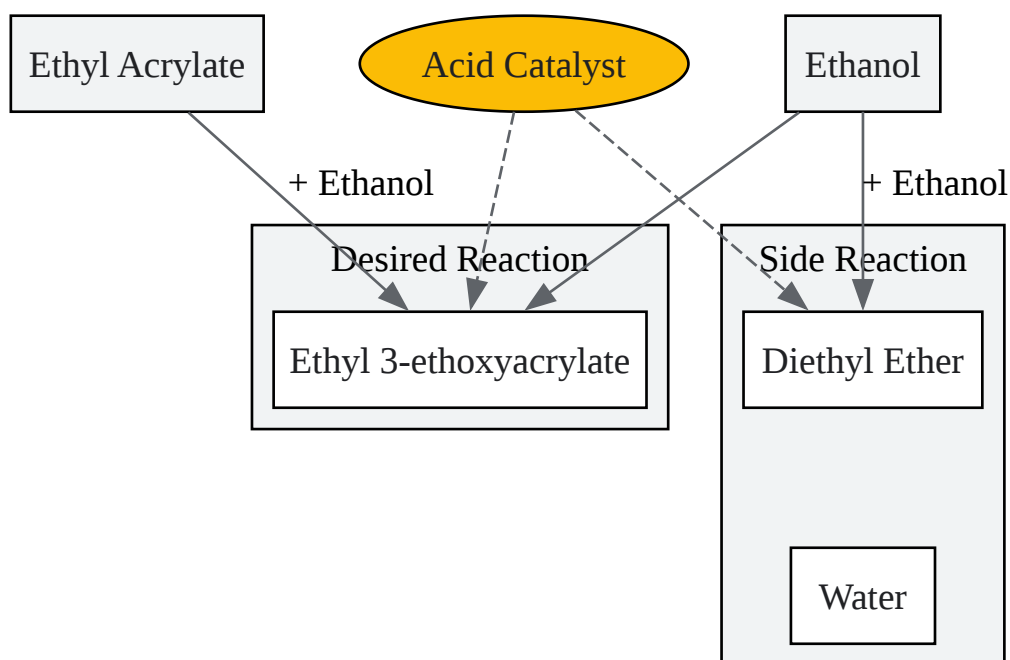 Ethyl Acrylate
Acid Catalyst
Ethanol
+ Ethanol
+ Ethanol
Desired Reaction
Side Reaction
Ethyl 3-ethoxyacrylate
Diethyl Ether
Water